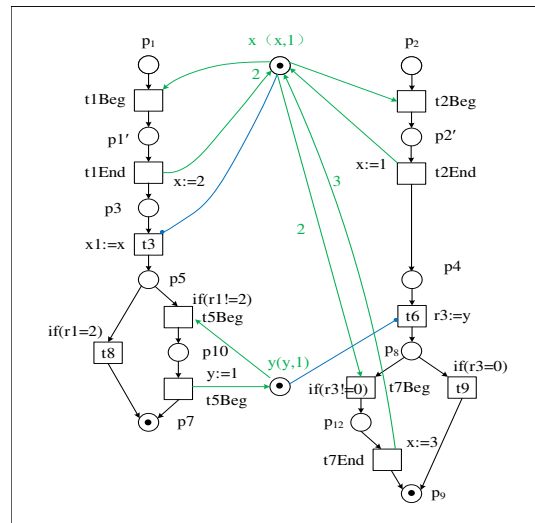 p1
x（x,1）
p2
2
t1Beg
t2Beg
p1′
p2′
t1End
x:=2
x:=1
t2End
3
p3
2
x1:=x
t3
p4
p5
t6
r3:=y
if(r1!=2)
if(r1=2)
t5Beg
t8
p10
y(y,1)
p8
if(r3=0)
y:=1
if(r3!=0)
t7Beg
t9
t5Beg
p7
p12
x:=3
t7End
p9